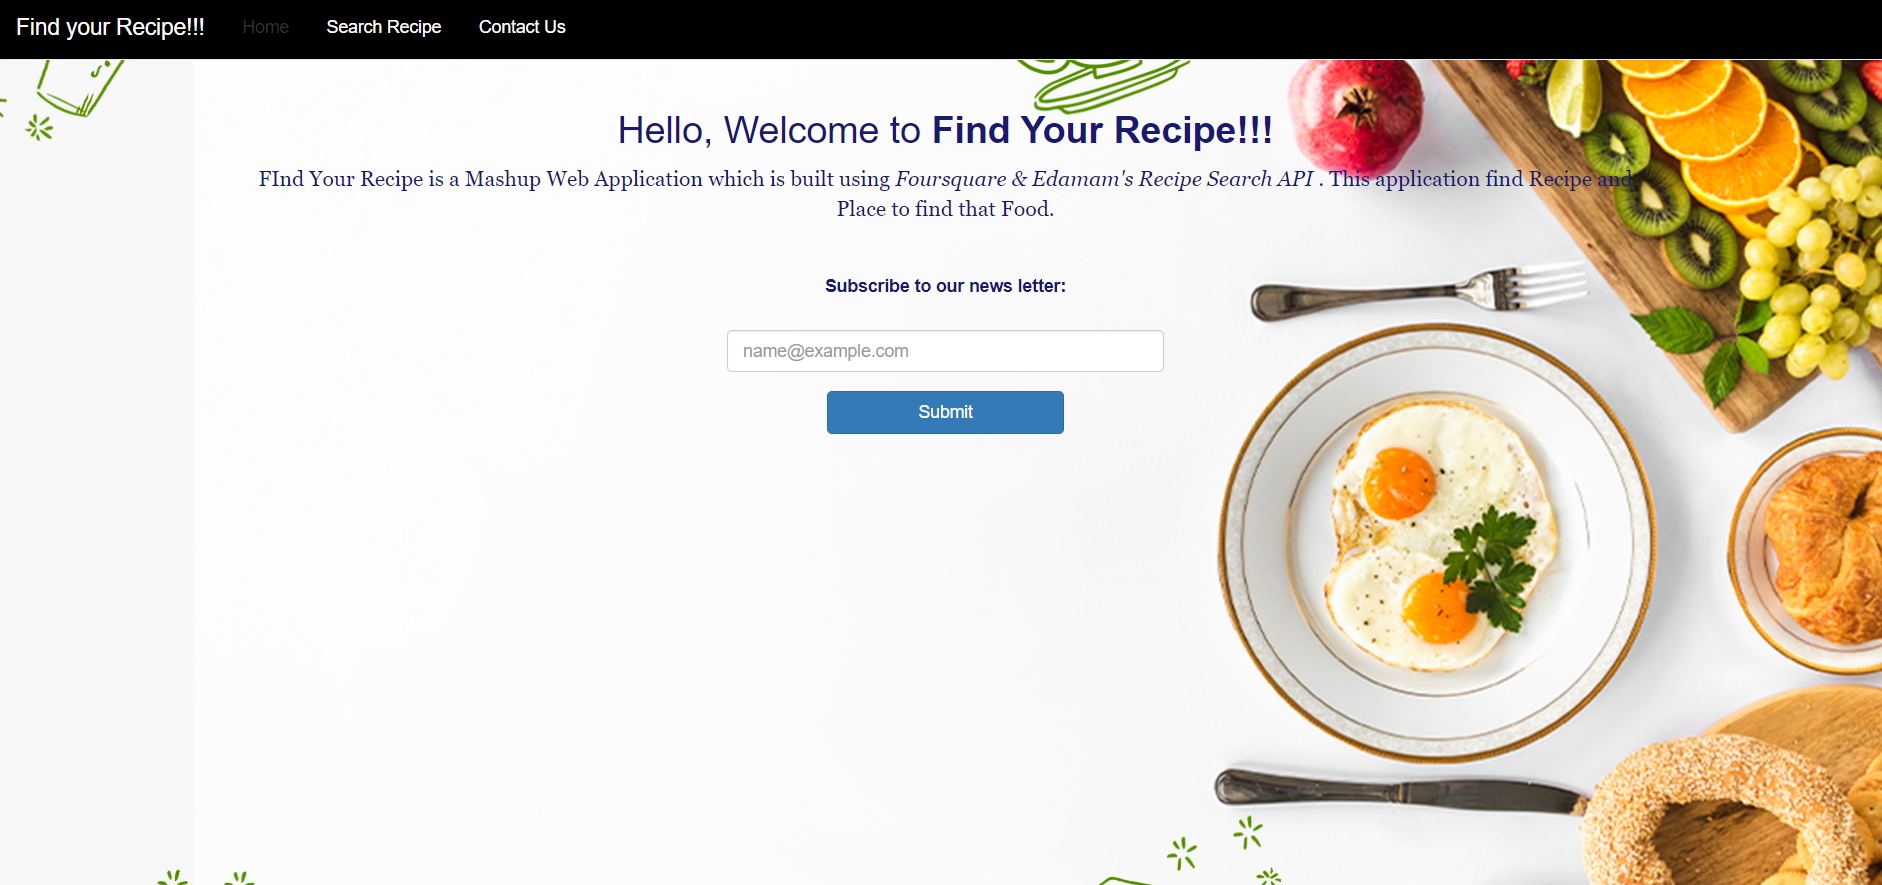 Find your Recipe!!! Home Search Recipe Contact Us
Hello, Welcome to Find Your Recipe!!!
FInd Your Recipe is a Mashup Web Application which is built using Foursquare & Edamam's Recipe Search API . This application find Recipe and
Place to find that Food.
Subscribe to our news letter:
name@example.com
Submit